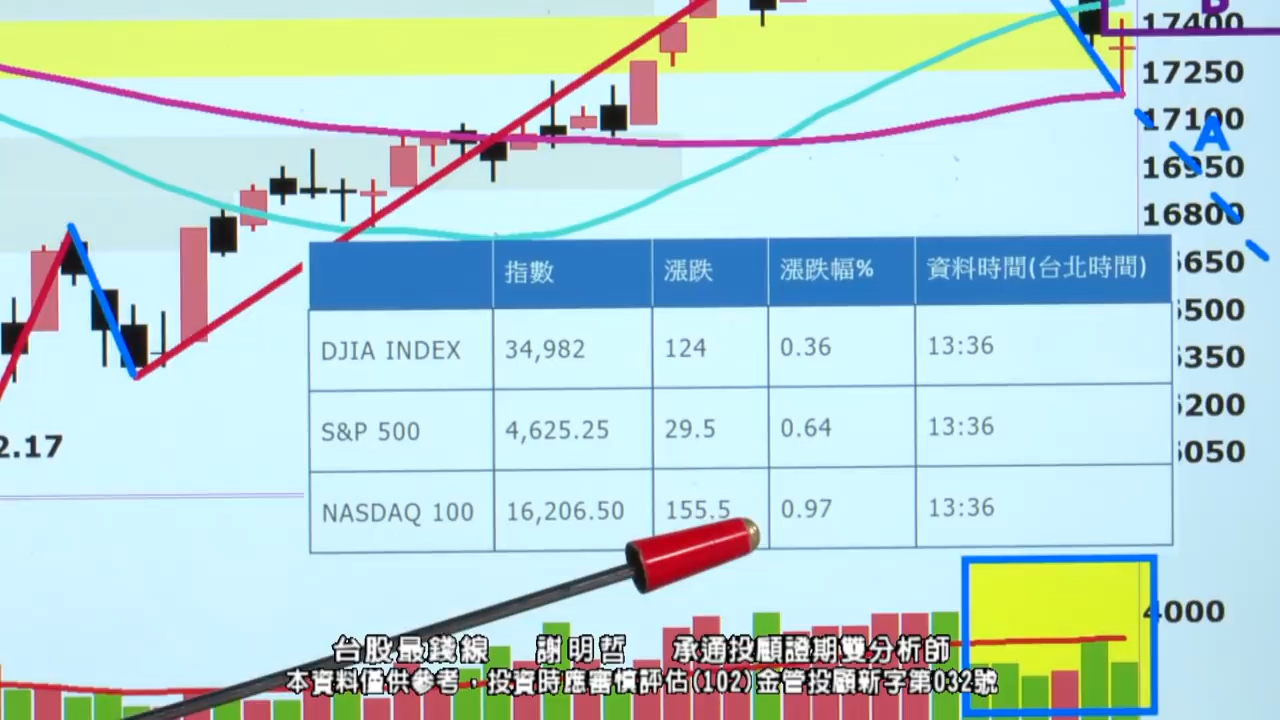 B
17400
17250
17100
A
16950
16800
指數 漲跌 漲跌幅% 資料時間(台北時間)
6650
DJIA INDEX 34,982 124 0.36 13:36
6500
6350
S&P 500 4,625.25 29.5 0.64 13:36
6200
2.17
6050
NASDAQ 100 16,206.50 155.5 0.97 13:36
4000
台股最錢線 謝明哲 承通投顧證期雙分析師
本資料僅供參考，投資時應審慎評估(102)金管投顧新字第032號